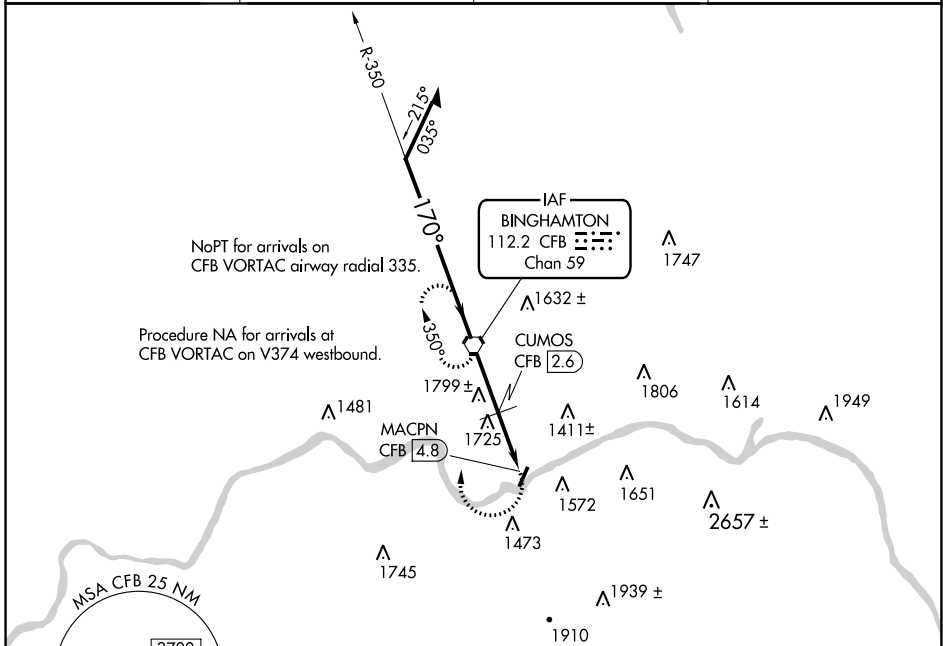 R-350
215°
035°
170°
IAF
BINGHAMTON
112.2 CFB
Chan 59
1747
NoPT for arrivals on
CFB VORTAC airway radial 335.
1632 ±
Procedure NA for arrivals at
CFB VORTAC on V374 westbound.
350°
CUMOS
CFB 2.6
1799 ±
1806
1614
1481
1949
1725
1411±
MACPN
CFB 4.8
1572
1651
2657 ±
1473
1745
MSA CFB 25 NM
1939 ±
1910